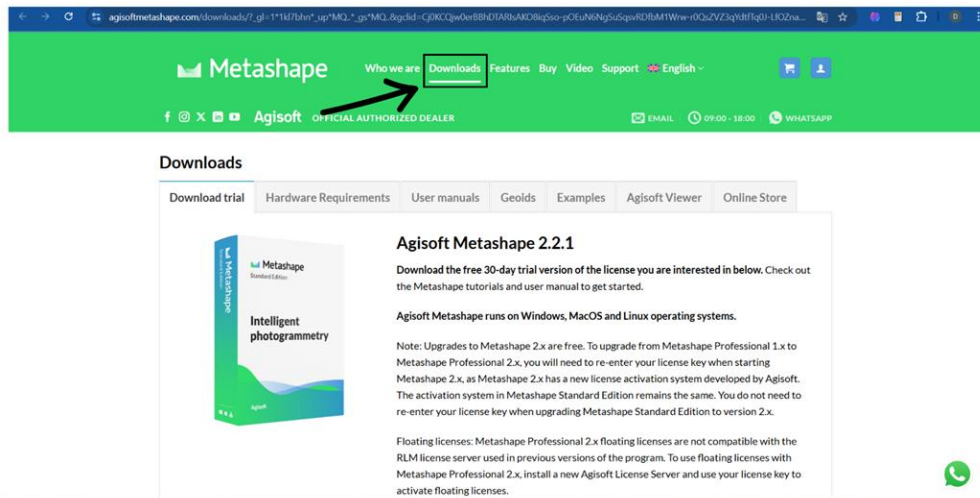 agisoftmetashape.com/downloads/?_gl=1*1kl7bhn*_up*MQ..*_gs*MQ..&gclid=
Metashape
Who we are Downloads Features Buy Video Support English
Agisoft OFFICIAL AUTHORIZED DEALER
EMAIL 09:00 - 18:00 WHATSAPP
Downloads
Download trial Hardware Requirements User manuals Geoids Examples Agisoft Viewer Online Store
Metashape
Standard Edition
Metashape
Standard Edition
Intelligent
photogrammetry
Agisoft
Agisoft Metashape 2.2.1
Download the free 30-day trial version of the license you are interested in below. Check out
the Metashape tutorials and user manual to get started.
Agisoft Metashape runs on Windows, MacOS and Linux operating systems.
Note: Upgrades to Metashape 2.x are free. To upgrade from Metashape Professional 1.x to
Metashape Professional 2.x, you will need to re-enter your license key when starting
Metashape 2.x, as Metashape 2.x has a new license activation system developed by Agisoft.
The activation system in Metashape Standard Edition remains the same. You do not need to
re-enter your license key when upgrading Metashape Standard Edition to version 2.x.
Floating licenses: Metashape Professional 2.x floating licenses are not compatible with the
RLM license server used in previous versions of the program. To use floating licenses with
Metashape Professional 2.x, install a new Agisoft License Server and use your license key to
activate floating licenses.